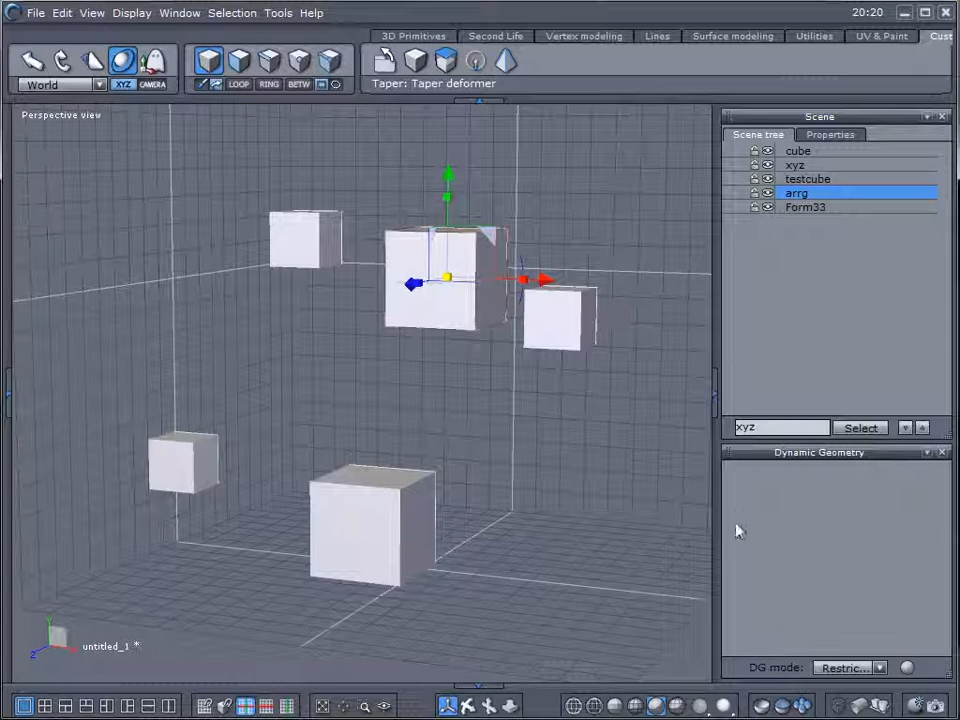 File Edit View Display Window Selection Tools Help 20:20
3D Primitives Second Life Vertex modeling Lines Surface modeling Utilities UV & Paint Cust
World XYZ CAMERA LOOP RING BETW Taper: Taper deformer
Perspective view
Scene
Scene tree Properties
cube
xyz
testcube
arrg
Form33
xyz Select
Dynamic Geometry
DG mode: Restric...
Y
Z
untitled_1 *